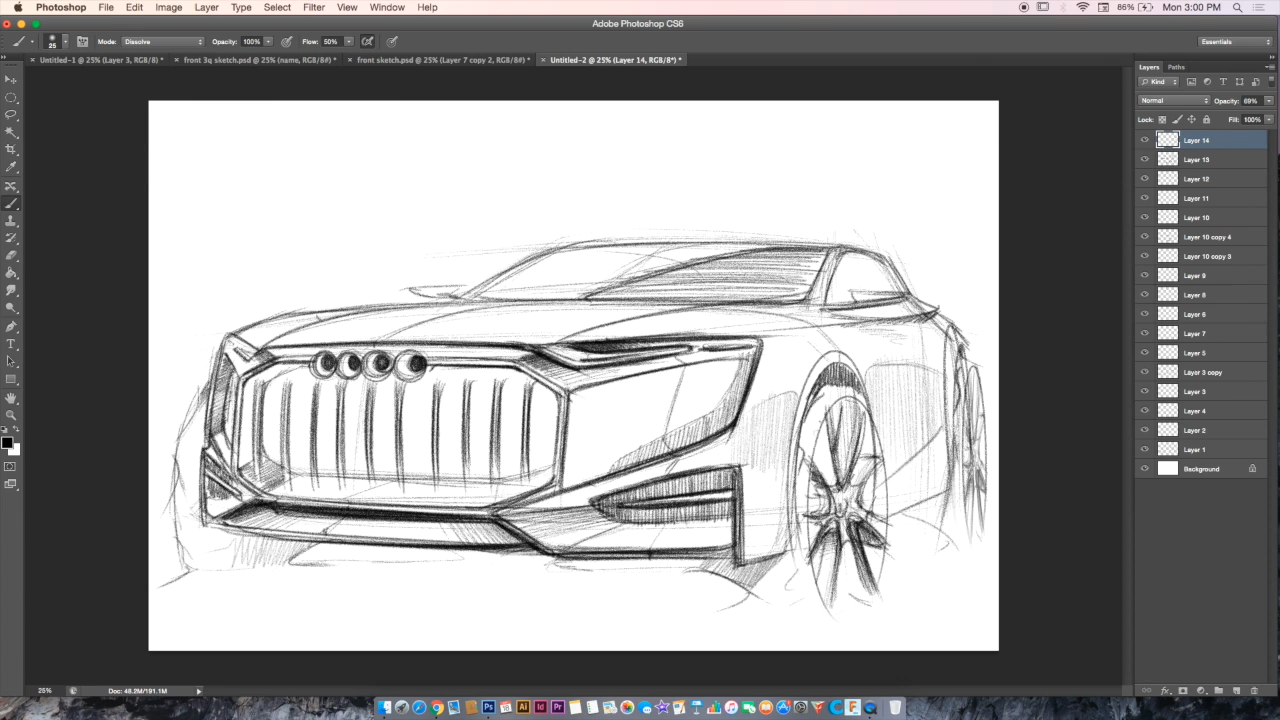 Photoshop File Edit Image Layer Type Select Filter View Window Help 86% Mon 3:00 PM
Adobe Photoshop CS6
25 Mode: Dissolve Opacity: 100% Flow: 50% Essentials
Untitled-1 @ 25% (Layer 3, RGB/8) * front 3q sketch.psd @ 25% (name, RGB/8#) * front sketch.psd @ 25% (Layer 7 copy 2, RGB/8#) * Untitled-2 @ 25% (Layer 14, RGB/8*) *
Layers Paths
Kind
Normal Opacity: 69%
Lock: Fill: 100%
Layer 14
Layer 13
Layer 12
Layer 11
Layer 10
Layer 10 copy 4
Layer 10 copy 3
Layer 9
Layer 8
Layer 6
Layer 7
Layer 5
Layer 3 copy
Layer 3
Layer 4
Layer 2
Layer 1
Background
25% Doc: 48.2M/191.1M
Ps Ai Id Pr